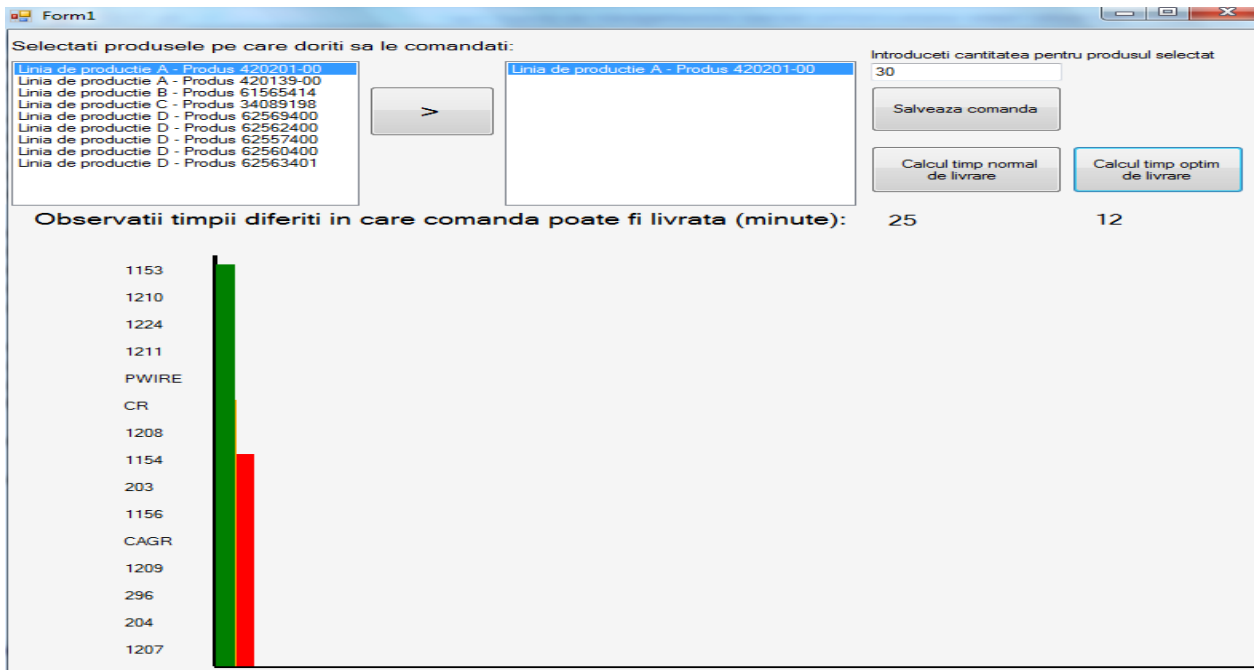 Form1
Selectati produsele pe care doriti sa le comandati:
Linia de productie A - Produs 420201-00
Linia de productie A - Produs 420139-00
Linia de productie B - Produs 61565414
Linia de productie C - Produs 34089198
Linia de productie D - Produs 62569400
Linia de productie D - Produs 62562400
Linia de productie D - Produs 62557400
Linia de productie D - Produs 62560400
Linia de productie D - Produs 62563401
>
Linia de productie A - Produs 420201-00
Introduceti cantitatea pentru produsul selectat
30
Salveaza comanda
Calcul timp normal
de livrare
Calcul timp optim
de livrare
Observatii timpii diferiti in care comanda poate fi livrata (minute): 25 12
1153
1210
1224
1211
PWIRE
CR
1208
1154
203
1156
CAGR
1209
296
204
1207